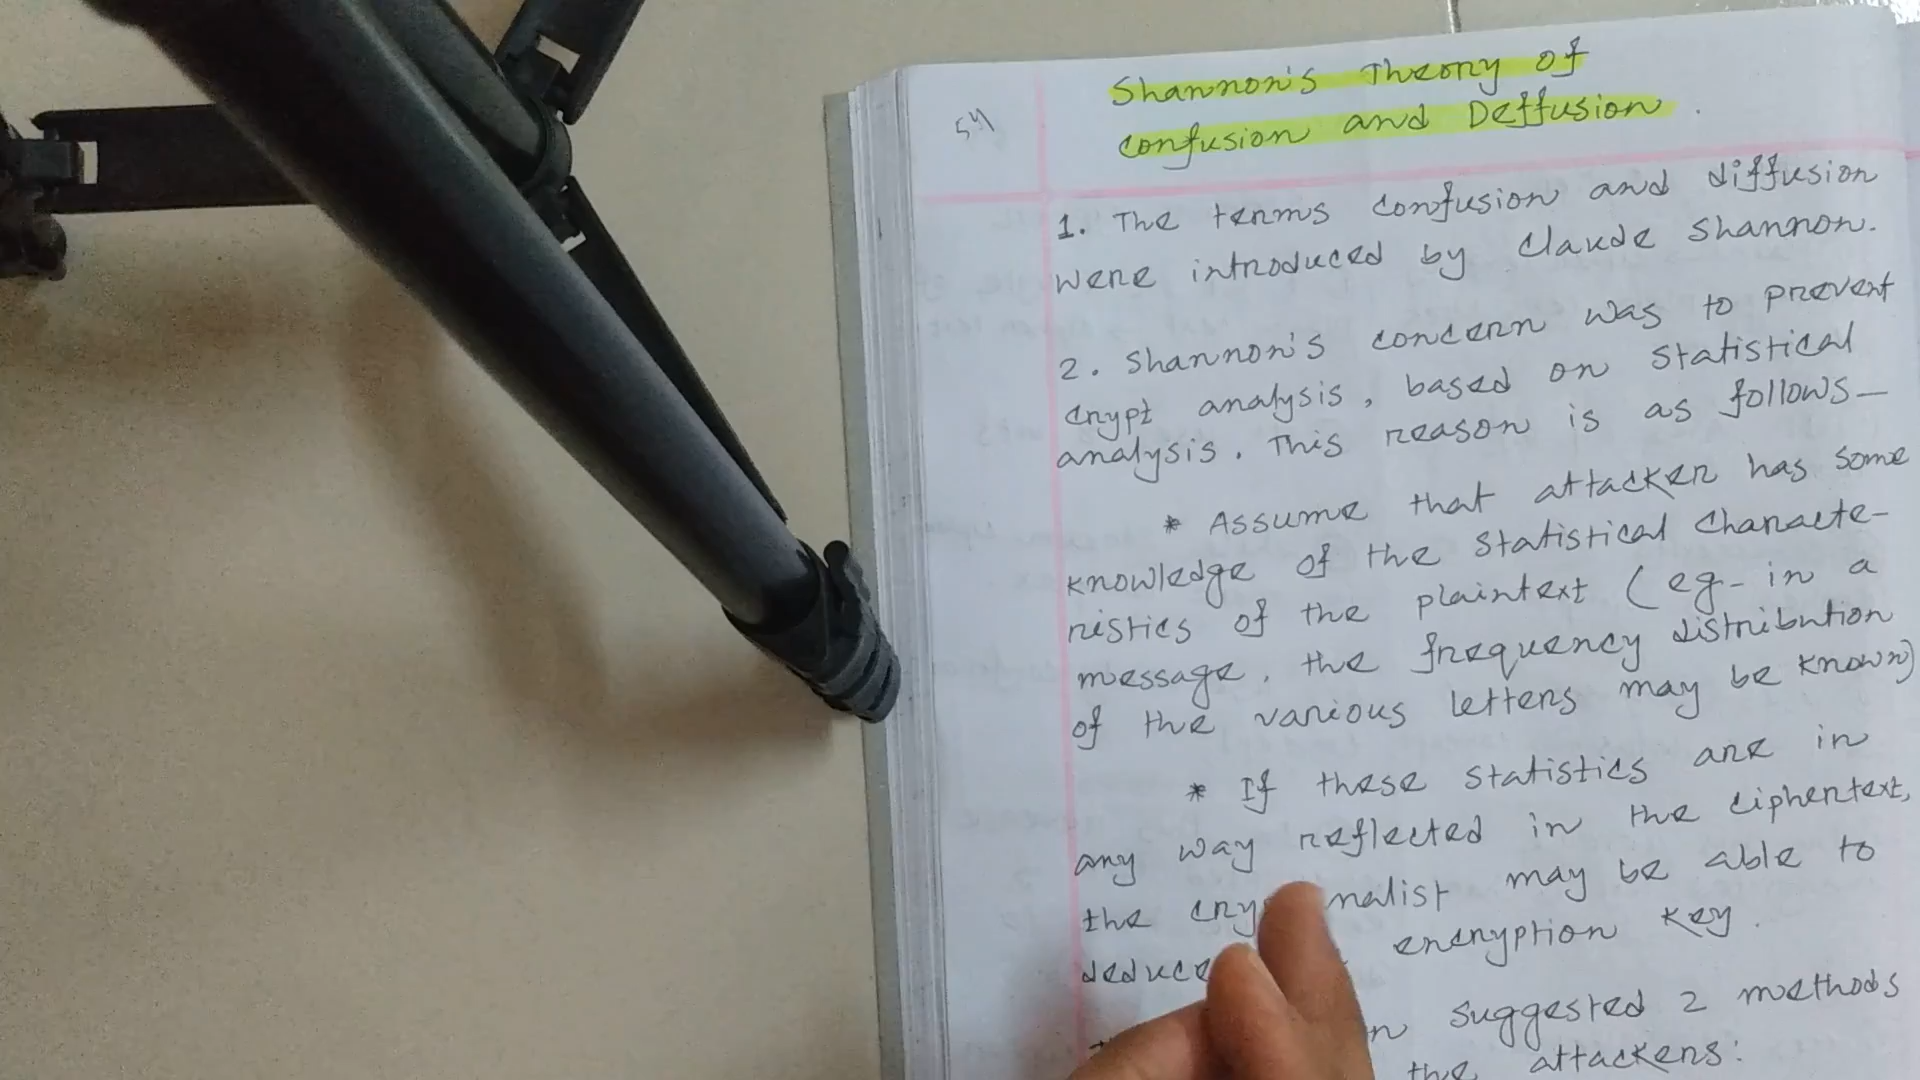 54
Shannon's Theory of
confusion and Deffusion.
1. The terms confusion and diffusion
were introduced by Claude Shannon.
2. Shannon's concern was to prevent
crypt analysis, based on statistical
analysis. This reason is as follows—
* Assume that attacker has some
knowledge of the statistical characte-
ristics of the plaintext (eg- in a
message, the frequency distribution
of the various letters may be known)
* If these statistics are in
any way reflected in the ciphertext,
the may be able to
deduce encryption key.
suggested 2 methods
the attackers: